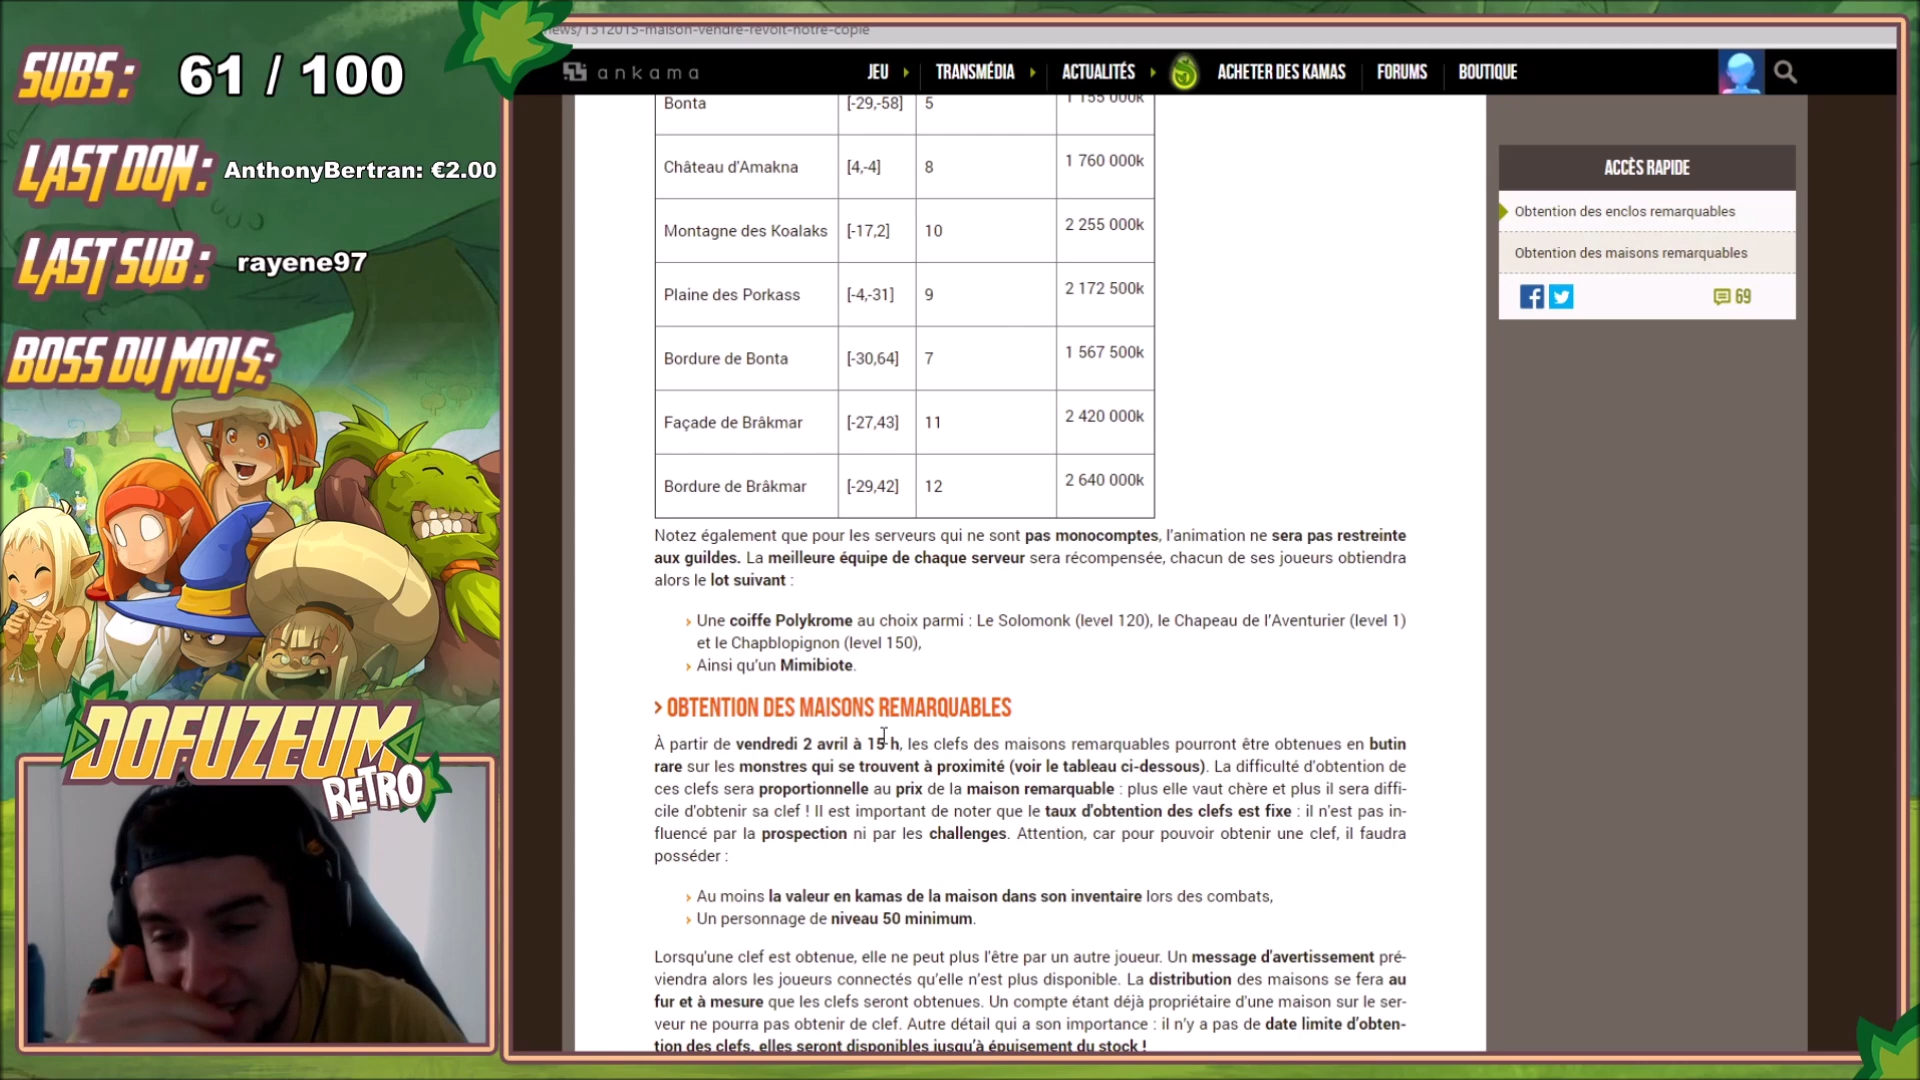 SUBS: 61 / 100
LAST DON: AnthonyBertran: €2.00
LAST SUB: rayene97
BOSS DU MOIS:
DOFUZEUM
RETRO
news/1312015-maison-vendre-revoit-notre-copie
ankama JEU TRANSMÉDIA ACTUALITÉS ACHETER DES KAMAS FORUMS BOUTIQUE
Bonta [-29,-58] 5 1 155 000k
Château d'Amakna [4,-4] 8 1 760 000k
Montagne des Koalaks [-17,2] 10 2 255 000k
Plaine des Porkass [-4,-31] 9 2 172 500k
Bordure de Bonta [-30,64] 7 1 567 500k
Façade de Brâkmar [-27,43] 11 2 420 000k
Bordure de Brâkmar [-29,42] 12 2 640 000k
Notez également que pour les serveurs qui ne sont pas monocomptes, l'animation ne sera pas restreinte
aux guildes. La meilleure équipe de chaque serveur sera récompensée, chacun de ses joueurs obtiendra
alors le lot suivant :
› Une coiffe Polykrome au choix parmi : Le Solomonk (level 120), le Chapeau de l'Aventurier (level 1)
et le Chapblopignon (level 150),
› Ainsi qu'un Mimibiote.
› OBTENTION DES MAISONS REMARQUABLES
À partir de vendredi 2 avril à 15 h, les clefs des maisons remarquables pourront être obtenues en butin
rare sur les monstres qui se trouvent à proximité (voir le tableau ci-dessous). La difficulté d'obtention de
ces clefs sera proportionnelle au prix de la maison remarquable : plus elle vaut chère et plus il sera diffi-
cile d'obtenir sa clef ! Il est important de noter que le taux d'obtention des clefs est fixe : il n'est pas in-
fluencé par la prospection ni par les challenges. Attention, car pour pouvoir obtenir une clef, il faudra
posséder :
› Au moins la valeur en kamas de la maison dans son inventaire lors des combats,
› Un personnage de niveau 50 minimum.
Lorsqu'une clef est obtenue, elle ne peut plus l'être par un autre joueur. Un message d'avertissement pré-
viendra alors les joueurs connectés qu'elle n'est plus disponible. La distribution des maisons se fera au
fur et à mesure que les clefs seront obtenues. Un compte étant déjà propriétaire d'une maison sur le ser-
veur ne pourra pas obtenir de clef. Autre détail qui a son importance : il n'y a pas de date limite d'obten-
tion des clefs, elles seront disponibles jusqu'à épuisement du stock !
ACCÈS RAPIDE
Obtention des enclos remarquables
Obtention des maisons remarquables
69